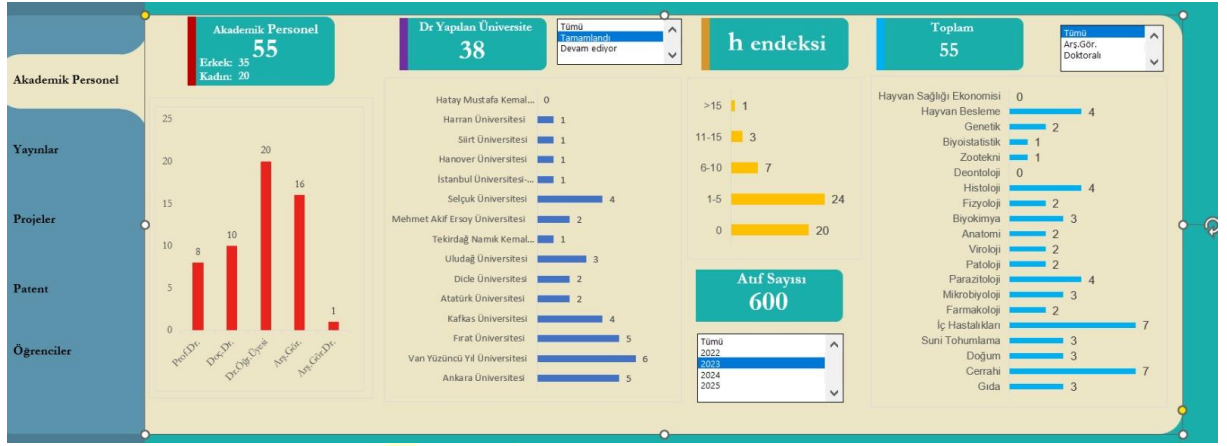 Akademik Personel
Yayınlar
Projeler
Patent
Öğrenciler
Akademik Personel
55
Erkek: 35
Kadın: 20
25
20
15
10
5
0
8
10
20
16
1
Prof.Dr.
Doç.Dr.
Dr.Öğr.Üyesi
Arş.Gör.
Arş.Gör.Dr.
Dr Yapılan Üniversite
38
Tümü
Tamamlandı
Devam ediyor
Hatay Mustafa Kemal... 0
Harran Üniversitesi 1
Siirt Üniversitesi 1
Hanover Üniversitesi 1
İstanbul Üniversitesi-... 1
Selçuk Üniversitesi 4
Mehmet Akif Ersoy Üniversitesi 2
Tekirdağ Namık Kemal... 1
Uludağ Üniversitesi 3
Dicle Üniversitesi 2
Atatürk Üniversitesi 2
Kafkas Üniversitesi 4
Fırat Üniversitesi 5
Van Yüzüncü Yıl Üniversitesi 6
Ankara Üniversitesi 5
h endeksi
>15 1
11-15 3
6-10 7
1-5 24
0 20
Atıf Sayısı
600
Tümü
2022
2023
2024
2025
Toplam
55
Tümü
Arş.Gör.
Doktoralı
Hayvan Sağlığı Ekonomisi 0
Hayvan Besleme 4
Genetik 2
Biyoistatistik 1
Zootekni 1
Deontoloji 0
Histoloji 4
Fizyoloji 2
Biyokimya 3
Anatomi 2
Viroloji 2
Patoloji 2
Parazitoloji 4
Mikrobiyoloji 3
Farmakoloji 2
İç Hastalıkları 7
Suni Tohumlama 3
Doğum 3
Cerrahi 7
Gıda 3